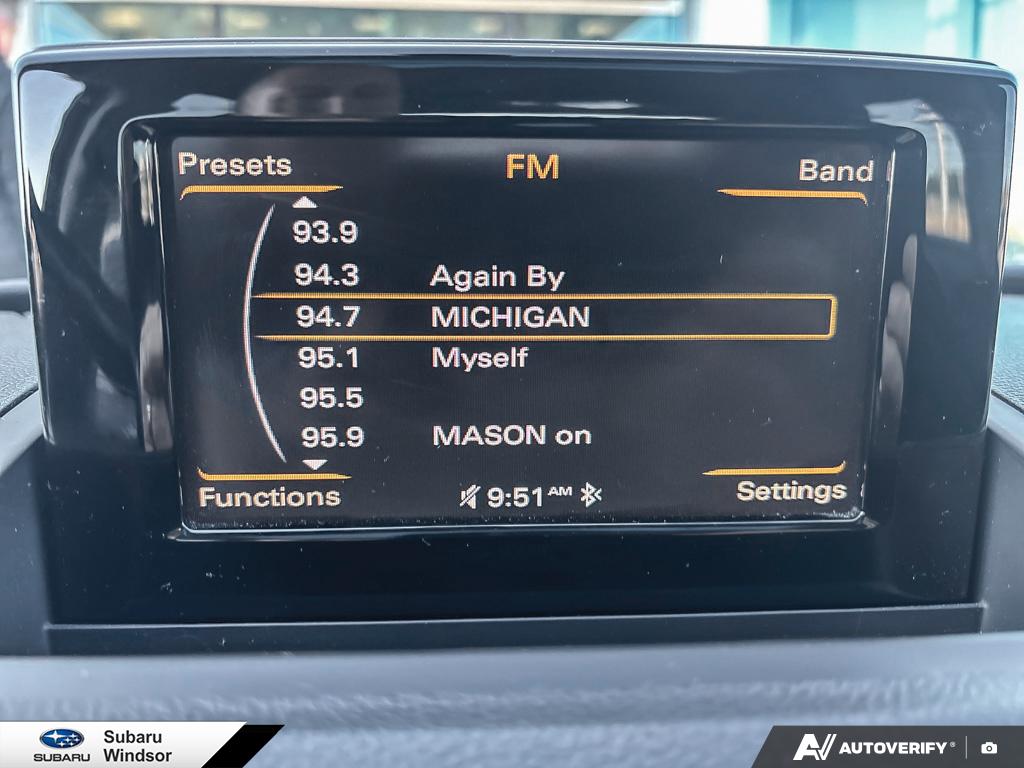 Presets FM Band
93.9
94.3 Again By
94.7 MICHIGAN
95.1 Myself
95.5
95.9 MASON on
Functions 9:51 AM Settings
SUBARU
Subaru
Windsor
AUTOVERIFY®